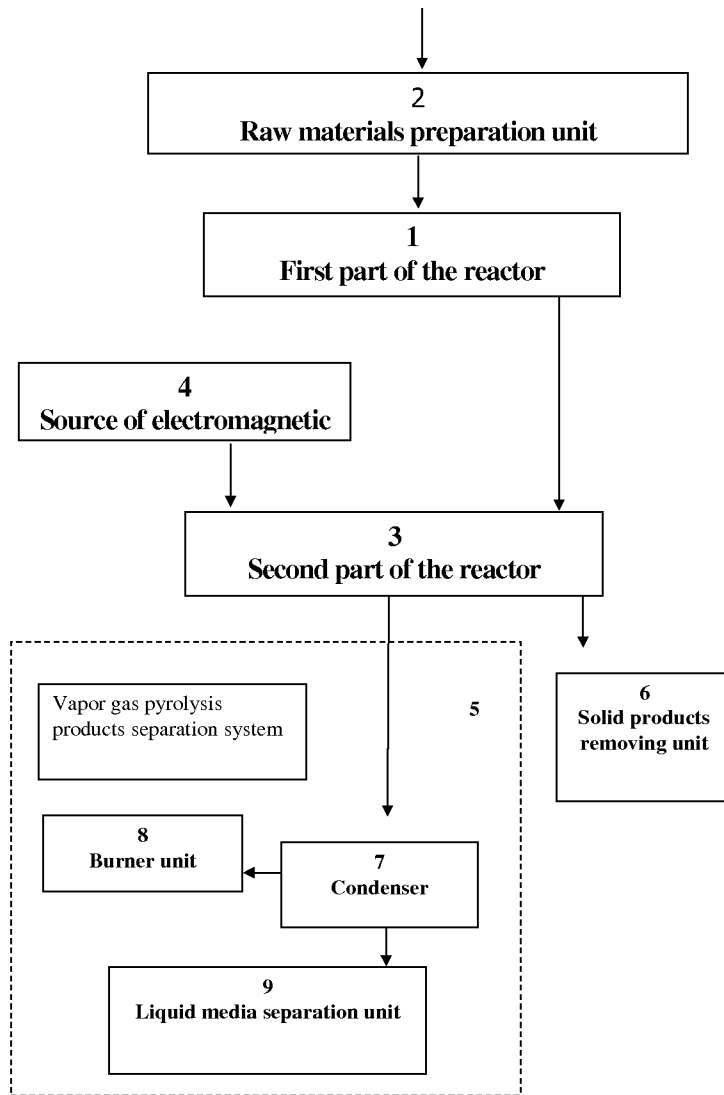 2
Raw materials preparation unit
1
First part of the reactor
4
Source of electromagnetic
3
Second part of the reactor
Vapor gas pyrolysis
products separation system
5
6
Solid products
removing unit
8
Burner unit
7
Condenser
9
Liquid media separation unit